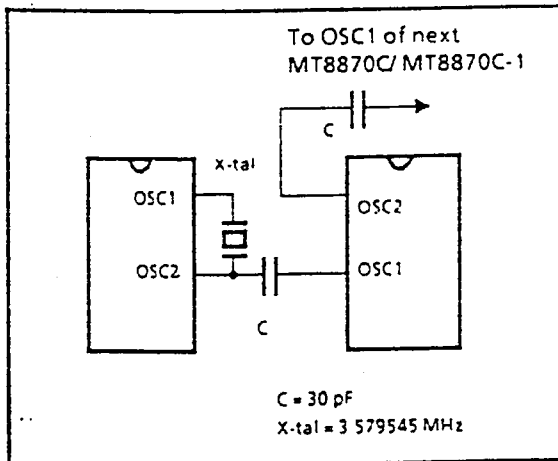 To OSC1 of next
MT8870C/ MT8870C-1
C
X-tal
OSC1
OSC2
OSC2
OSC1
C
C = 30 pF
X-tal = 3 579545 MHz